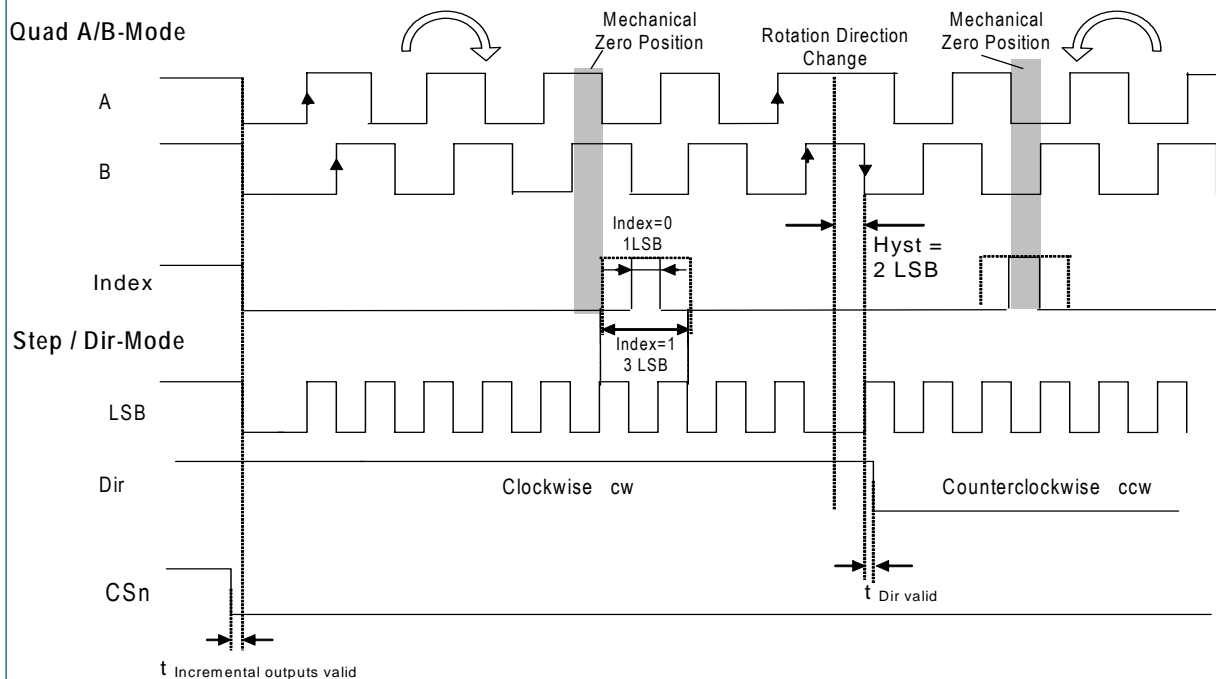 Quad A/B-Mode
Mechanical
Zero Position
Rotation Direction
Change
Mechanical
Zero Position
A
B
Index=0
1LSB
Hyst =
2 LSB
Index
Index=1
3 LSB
Step / Dir-Mode
LSB
Dir
Clockwise cw
Counterclockwise ccw
CSn
t Dir valid
t Incremental outputs valid